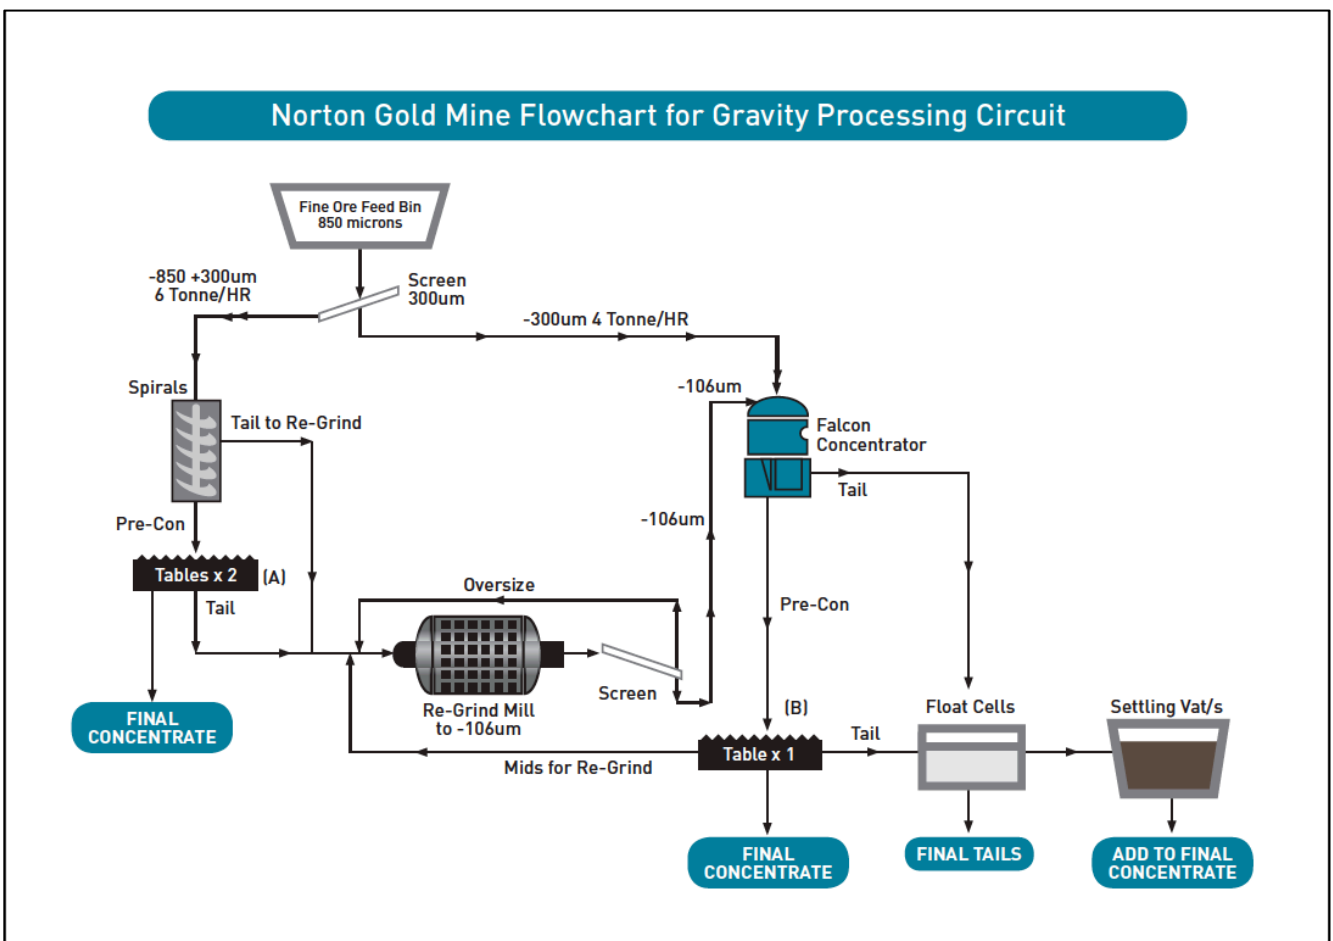 Norton Gold Mine Flowchart for Gravity Processing Circuit
Fine Ore Feed Bin
850 microns
-850 +300um
6 Tonne/HR
Screen
300um
-300um 4 Tonne/HR
Spirals
-106um
Tail to Re-Grind
Falcon
Concentrator
Tail
Pre-Con
-106um
Tables x 2
(A)
Oversize
Tail
Pre-Con
Screen
Re-Grind Mill
to -106um
FINAL
CONCENTRATE
(B)
Float Cells
Settling Vat/s
Tail
Table x 1
Mids for Re-Grind
FINAL
CONCENTRATE
FINAL TAILS
ADD TO FINAL
CONCENTRATE